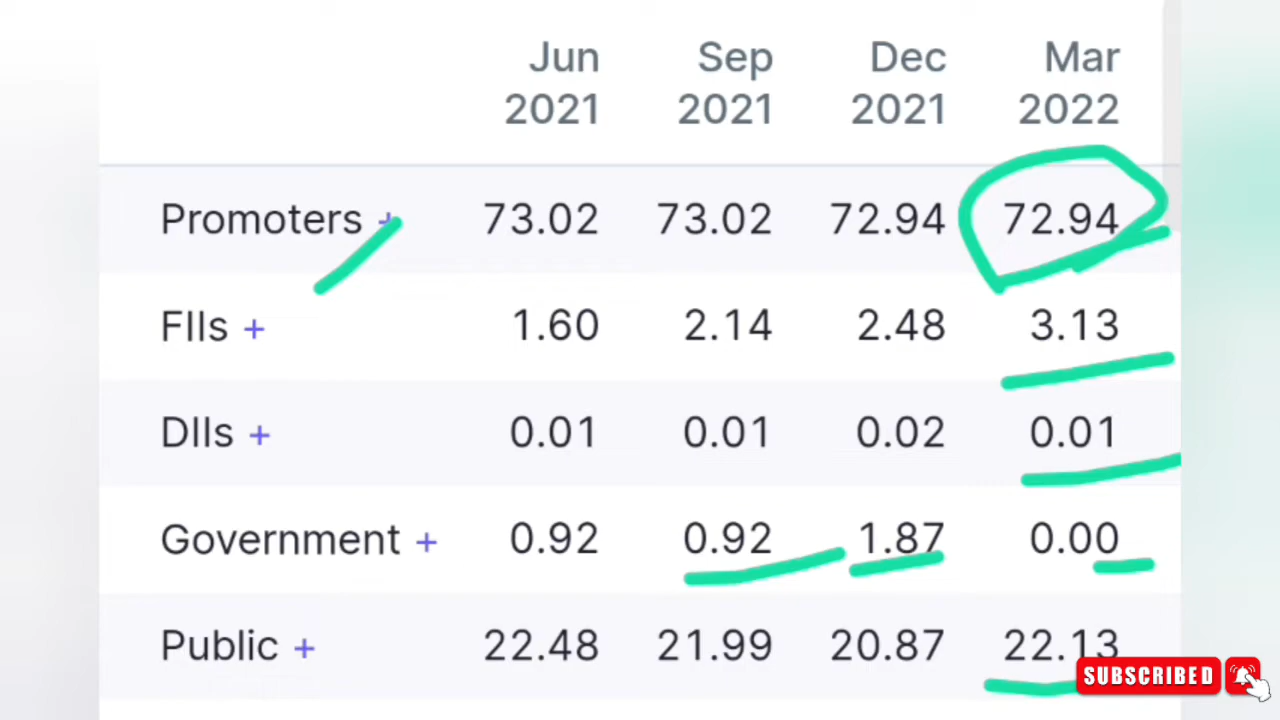 Jun Sep Dec Mar
2021 2021 2021 2022
Promoters + 73.02 73.02 72.94 72.94
FIIs + 1.60 2.14 2.48 3.13
DIIs + 0.01 0.01 0.02 0.01
Government + 0.92 0.92 1.87 0.00
Public + 22.48 21.99 20.87 22.13
SUBSCRIBED